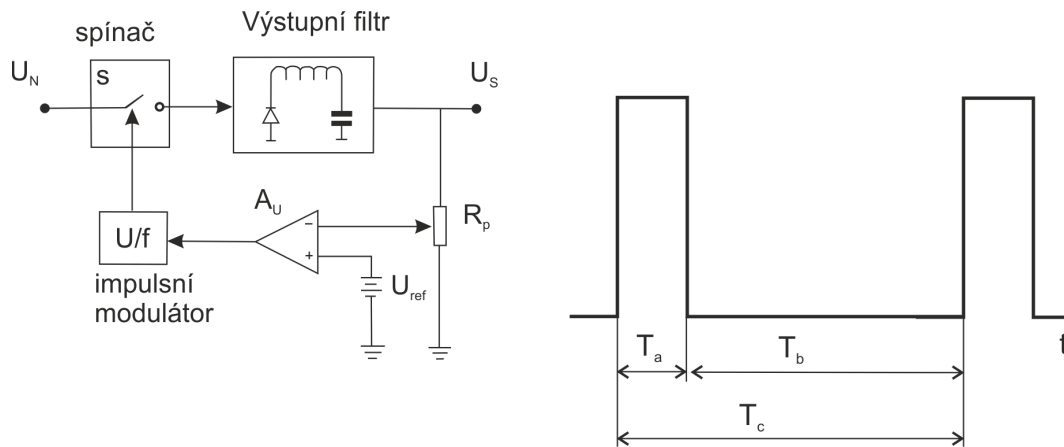 spínač
Výstupní filtr
U_N
s
U_S
A_U
R_p
U/f
impulsní
modulátor
−
+
U_ref
T_a
T_b
T_c
t